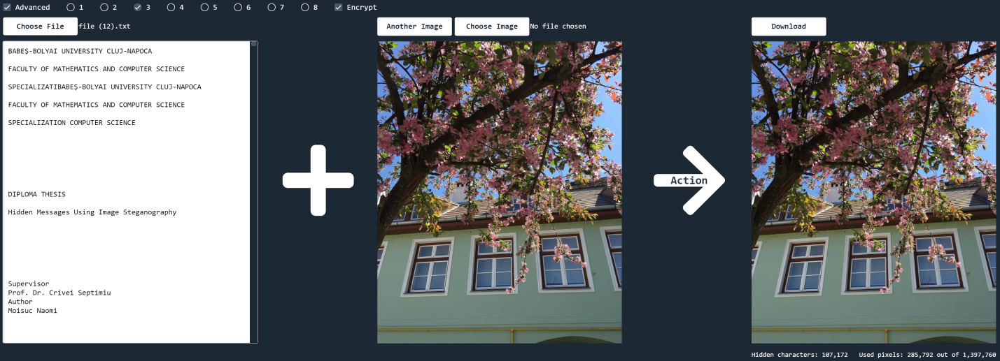 Advanced 1 2 3 4 5 6 7 8 Encrypt
Choose File file (12).txt
Another Image Choose Image No file chosen
Download
BABEȘ-BOLYAI UNIVERSITY CLUJ-NAPOCA
FACULTY OF MATHEMATICS AND COMPUTER SCIENCE
SPECIALIZATIBABEȘ-BOLYAI UNIVERSITY CLUJ-NAPOCA
FACULTY OF MATHEMATICS AND COMPUTER SCIENCE
SPECIALIZATION COMPUTER SCIENCE
DIPLOMA THESIS
Hidden Messages Using Image Steganography
Supervisor
Prof. Dr. Crivei Septimiu
Author
Moisuc Naomi
Action
Hidden characters: 107,172 Used pixels: 285,792 out of 1,397,760